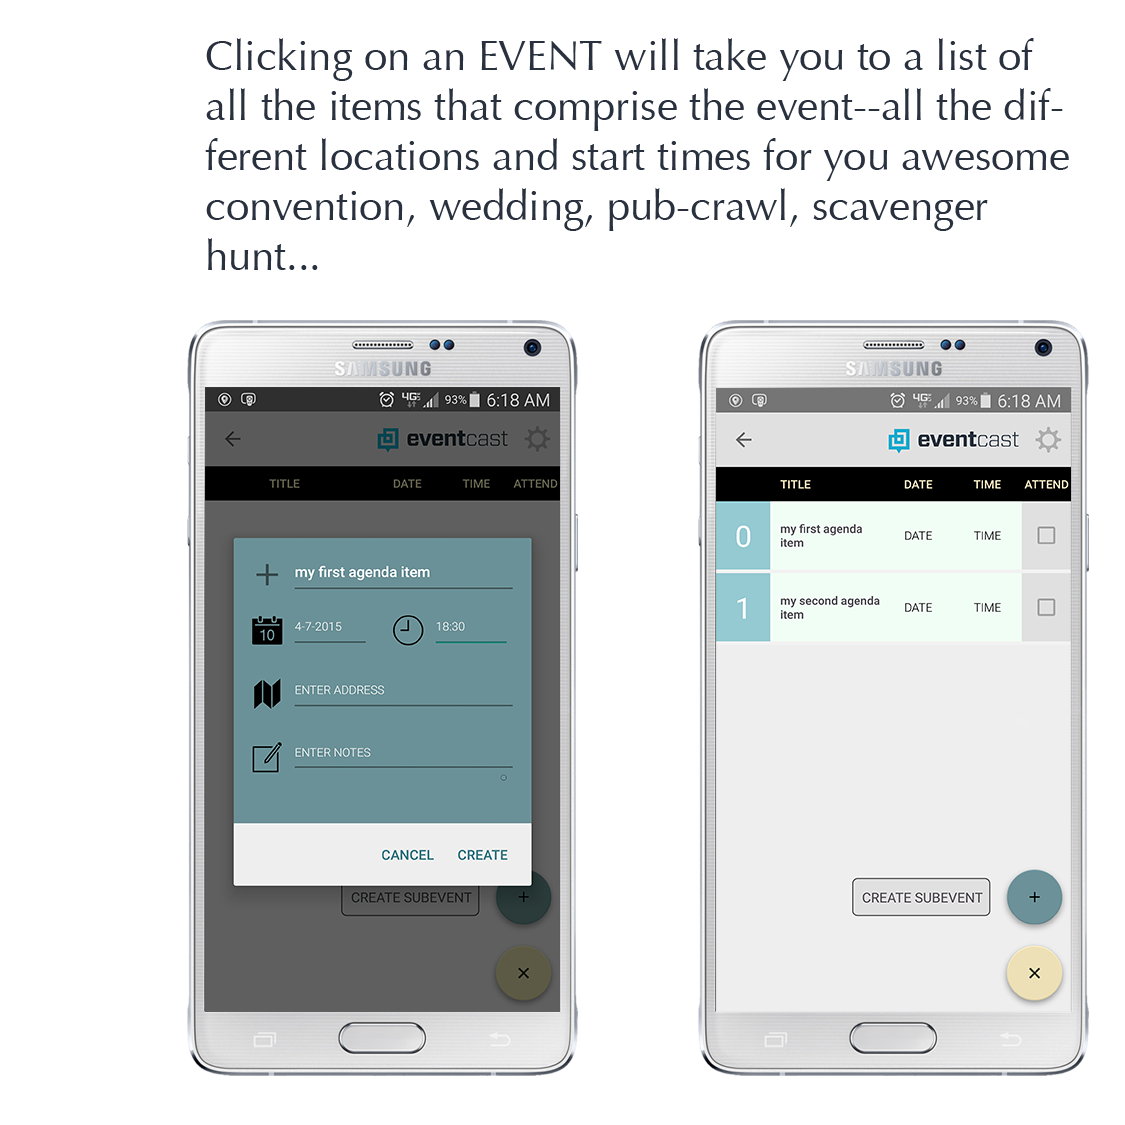 Clicking on an EVENT will take you to a list of
all the items that comprise the event--all the dif-
ferent locations and start times for you awesome
convention, wedding, pub-crawl, scavenger
hunt...
SAMSUNG
4G 93% 6:18 AM
eventcast
TITLE DATE TIME ATTEND
my first agenda item
10 4-7-2015 18:30
ENTER ADDRESS
ENTER NOTES
CANCEL CREATE
CREATE SUBEVENT +
×
SAMSUNG
4G 93% 6:18 AM
eventcast
TITLE DATE TIME ATTEND
0 my first agenda
item DATE TIME
1 my second agenda
item DATE TIME
CREATE SUBEVENT +
×